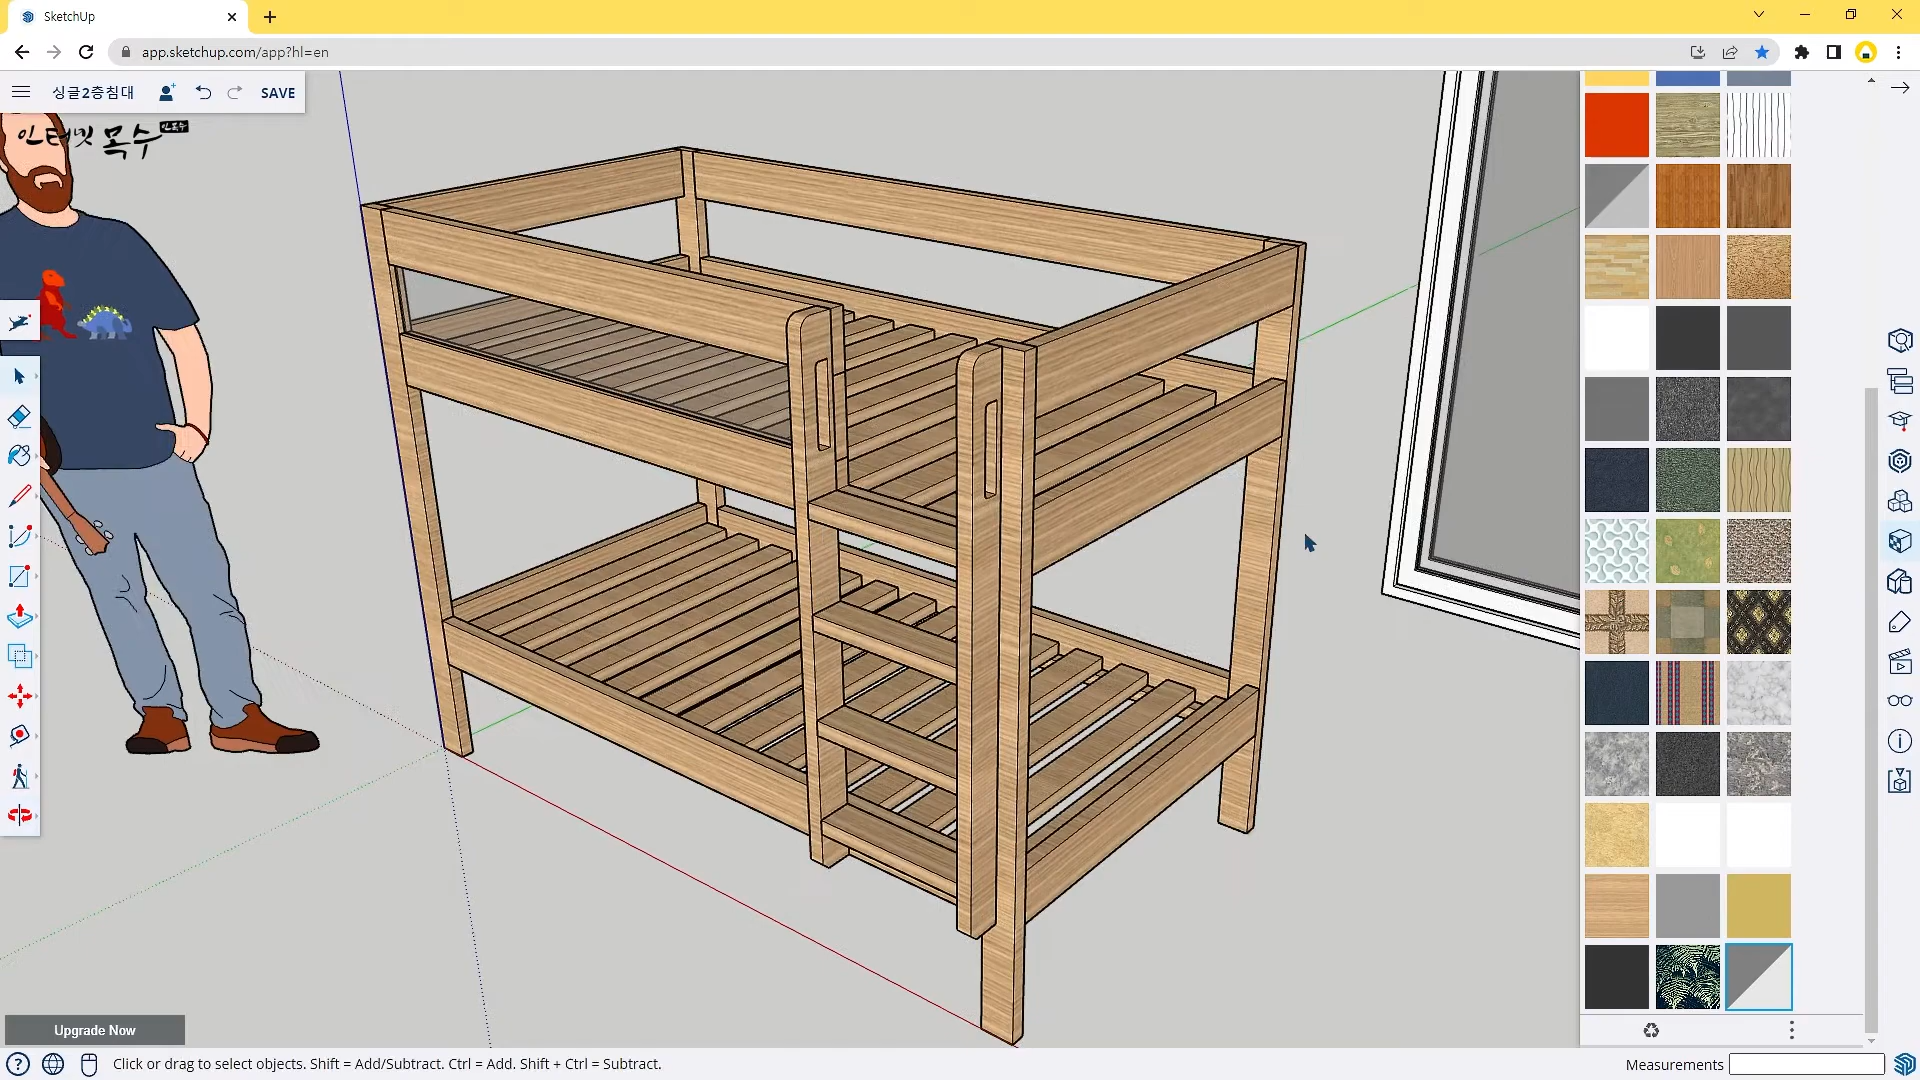 SketchUp
app.sketchup.com/app?hl=en
싱글2층침대
SAVE
인터넷 목수
Upgrade Now
Click or drag to select objects. Shift = Add/Subtract. Ctrl = Add. Shift + Ctrl = Subtract.
Measurements